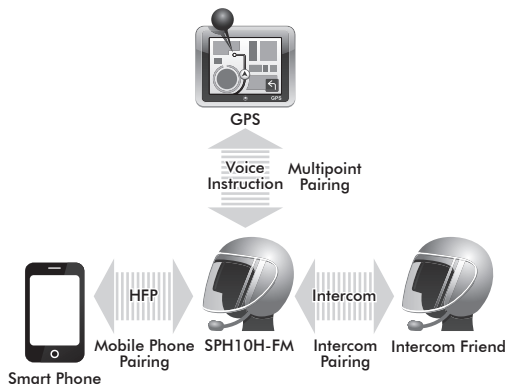 GPS
GPS
Voice
Instruction
Multipoint
Pairing
HFP
Intercom
Mobile Phone
Pairing
SPH10H-FM
Intercom
Pairing
Intercom Friend
Smart Phone